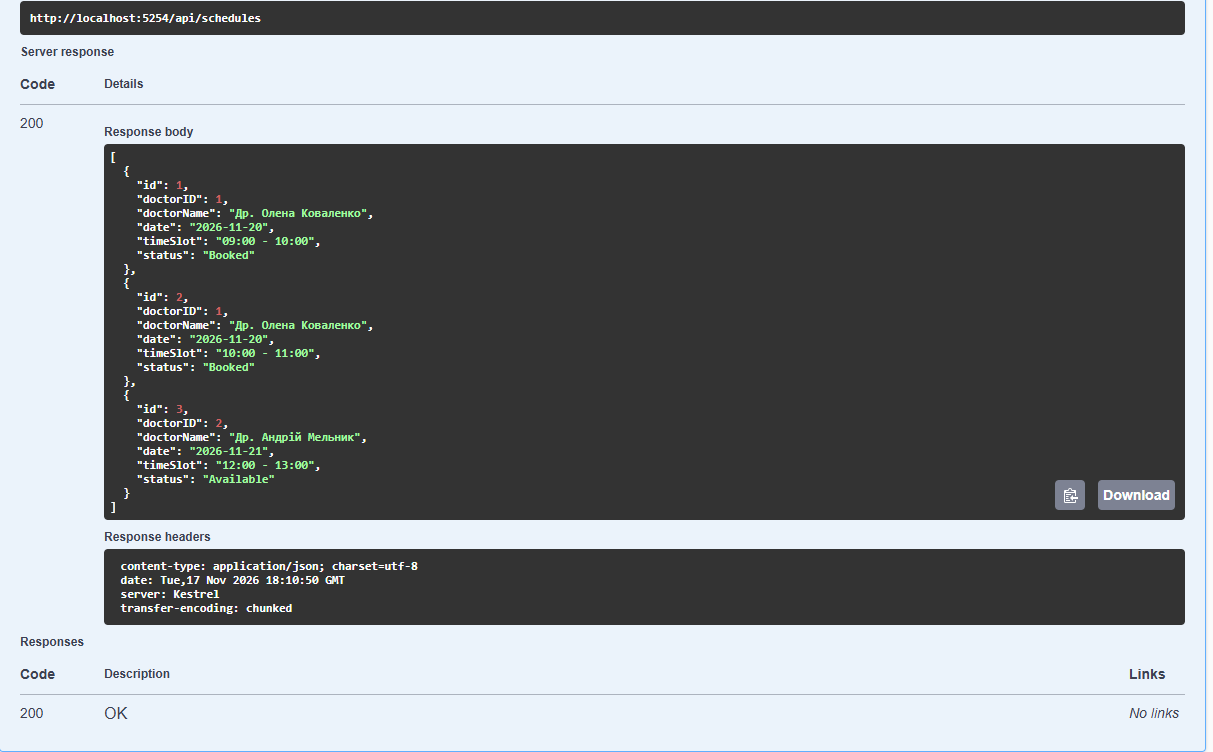 http://localhost:5254/api/schedules
Server response
Code Details
200
Response body
[
  {
    "id": 1,
    "doctorID": 1,
    "doctorName": "Др. Олена Коваленко",
    "date": "2026-11-20",
    "timeSlot": "09:00 - 10:00",
    "status": "Booked"
  },
  {
    "id": 2,
    "doctorID": 1,
    "doctorName": "Др. Олена Коваленко",
    "date": "2026-11-20",
    "timeSlot": "10:00 - 11:00",
    "status": "Booked"
  },
  {
    "id": 3,
    "doctorID": 2,
    "doctorName": "Др. Андрій Мельник",
    "date": "2026-11-21",
    "timeSlot": "12:00 - 13:00",
    "status": "Available"
  }
]
Download
Response headers
content-type: application/json; charset=utf-8
date: Tue,17 Nov 2026 18:10:50 GMT
server: Kestrel
transfer-encoding: chunked
Responses
Code Description Links
200 OK No links